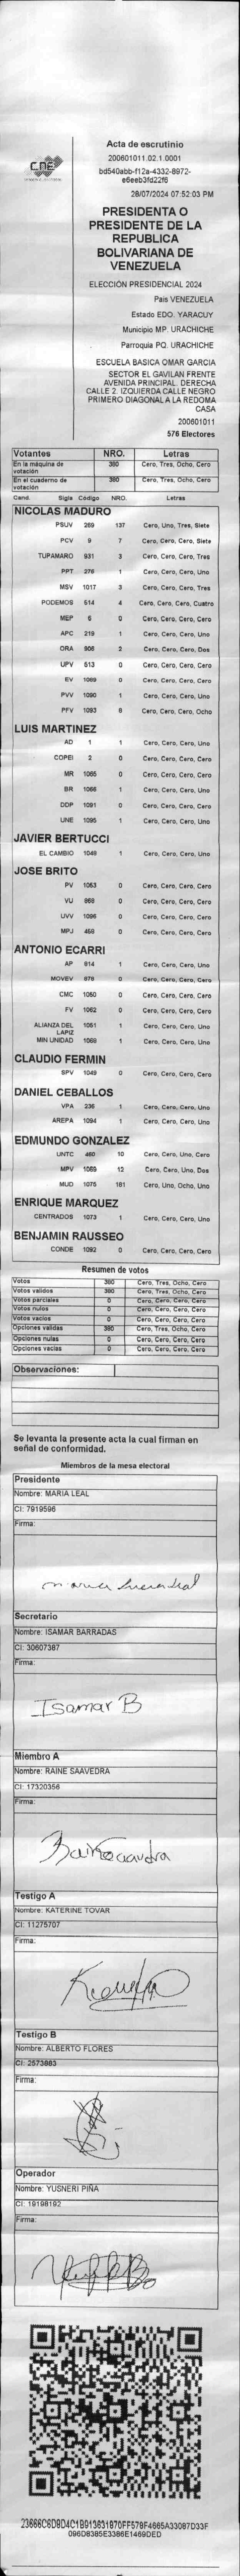 CNE
Acta de escrutinio
200601011.02.1.0001
bd540abb-f12a-4332-8972-
e6eeb3fd22f6
28/07/2024 07:52:03 PM
PRESIDENTA O
PRESIDENTE DE LA
REPUBLICA
BOLIVARIANA DE
VENEZUELA
ELECCIÓN PRESIDENCIAL 2024
Pais VENEZUELA
Estado EDO. YARACUY
Municipio MP. URACHICHE
Parroquia PQ. URACHICHE
ESCUELA BASICA OMAR GARCIA
SECTOR EL GAVILAN FRENTE
AVENIDA PRINCIPAL. DERECHA
CALLE 2. IZQUIERDA CALLE NEGRO
PRIMERO DIAGONAL A LA REDOMA
CASA
200601011
576 Electores
Votantes NRO. Letras
En la máquina de votación 380 Cero, Tres, Ocho, Cero
En el cuaderno de votación 380 Cero, Tres, Ocho, Cero
Cand. Sigla Código NRO. Letras
NICOLAS MADURO
PSUV 269 137 Cero, Uno, Tres, Siete
PCV 9 7 Cero, Cero, Cero, Siete
TUPAMARO 931 3 Cero, Cero, Cero, Tres
PPT 276 1 Cero, Cero, Cero, Uno
MSV 1017 3 Cero, Cero, Cero, Tres
PODEMOS 514 4 Cero, Cero, Cero, Cuatro
MEP 6 0 Cero, Cero, Cero, Cero
APC 219 1 Cero, Cero, Cero, Uno
ORA 906 2 Cero, Cero, Cero, Dos
UPV 513 0 Cero, Cero, Cero, Cero
EV 1089 0 Cero, Cero, Cero, Cero
PVV 1090 1 Cero, Cero, Cero, Uno
PFV 1093 8 Cero, Cero, Cero, Ocho
LUIS MARTINEZ
AD 1 1 Cero, Cero, Cero, Uno
COPEI 2 0 Cero, Cero, Cero, Cero
MR 1065 0 Cero, Cero, Cero, Cero
BR 1066 1 Cero, Cero, Cero, Uno
DDP 1091 0 Cero, Cero, Cero, Cero
UNE 1095 1 Cero, Cero, Cero, Uno
JAVIER BERTUCCI
EL CAMBIO 1048 1 Cero, Cero, Cero, Uno
JOSE BRITO
PV 1053 0 Cero, Cero, Cero, Cero
VU 968 0 Cero, Cero, Cero, Cero
UVV 1096 0 Cero, Cero, Cero, Cero
MPJ 458 0 Cero, Cero, Cero, Cero
ANTONIO ECARRI
AP 914 1 Cero, Cero, Cero, Uno
MOVEV 979 0 Cero, Cero, Cero, Cero
CMC 1050 0 Cero, Cero, Cero, Cero
FV 1062 0 Cero, Cero, Cero, Cero
ALIANZA DEL LAPIZ 1051 1 Cero, Cero, Cero, Uno
MIN UNIDAD 1068 1 Cero, Cero, Cero, Uno
CLAUDIO FERMIN
SPV 1049 0 Cero, Cero, Cero, Cero
DANIEL CEBALLOS
VPA 236 1 Cero, Cero, Cero, Uno
AREPA 1094 1 Cero, Cero, Cero, Uno
EDMUNDO GONZALEZ
UNTC 460 10 Cero, Cero, Uno, Cero
MPV 1069 12 Cero, Cero, Uno, Dos
MUD 1075 181 Cero, Uno, Ocho, Uno
ENRIQUE MARQUEZ
CENTRADOS 1073 1 Cero, Cero, Cero, Uno
BENJAMIN RAUSSEO
CONDE 1092 0 Cero, Cero, Cero, Cero
Resumen de votos
Votos 380 Cero, Tres, Ocho, Cero
Votos validos 380 Cero, Tres, Ocho, Cero
Votos parciales 0 Cero, Cero, Cero, Cero
Votos nulos 0 Cero, Cero, Cero, Cero
Votos vacios 0 Cero, Cero, Cero, Cero
Opciones validas 380 Cero, Tres, Ocho, Cero
Opciones nulas 0 Cero, Cero, Cero, Cero
Opciones vacias 0 Cero, Cero, Cero, Cero
Observaciones:
Se levanta la presente acta la cual firman en
señal de conformidad.
Miembros de la mesa electoral
Presidente
Nombre: MARIA LEAL
CI: 7919596
Firma:
Secretario
Nombre: ISAMAR BARRADAS
CI: 30607387
Firma:
Isamar B
Miembro A
Nombre: RAINE SAAVEDRA
CI: 17320356
Firma:
Testigo A
Nombre: KATERINE TOVAR
CI: 11275707
Firma:
Testigo B
Nombre: ALBERTO FLORES
CI: 2573883
Firma:
Operador
Nombre: YUSNERI PIÑA
CI: 19198192
Firma:
23666C6D8D4C1B913631870FF578F4665A33087D33F
096D8385E3386E1469DED